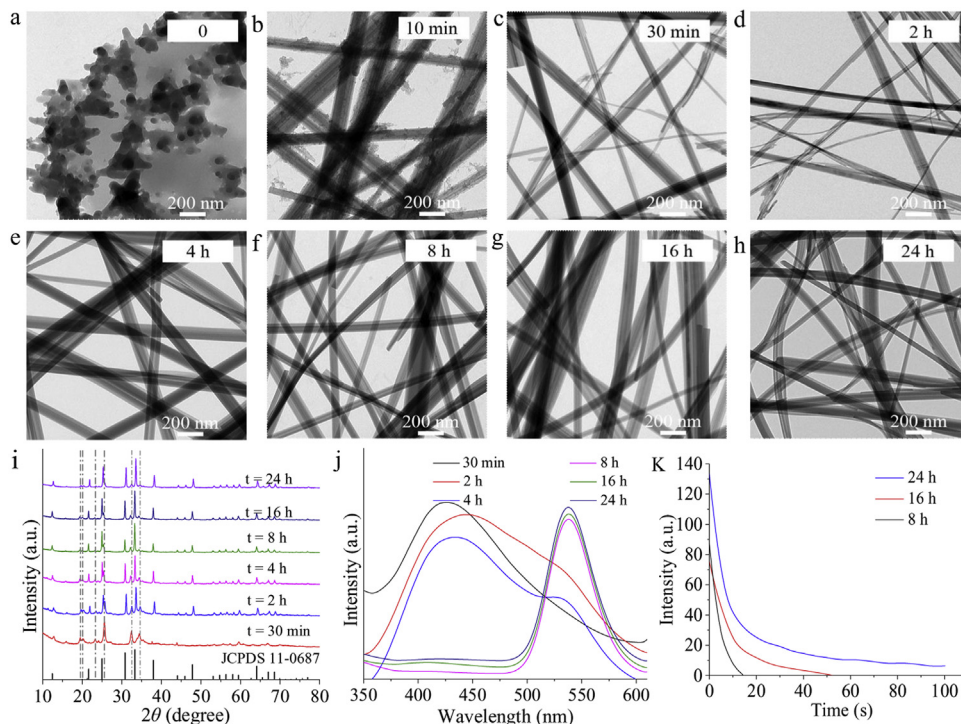 a 0
b 10 min
c 30 min
d 2 h
200 nm
200 nm
200 nm
200 nm
e 4 h
f 8 h
g 16 h
h 24 h
200 nm
200 nm
200 nm
200 nm
i
t = 24 h
t = 16 h
t = 8 h
t = 4 h
t = 2 h
t = 30 min
JCPDS 11-0687
Intensity (a.u.)
10 20 30 40 50 60 70 80
2θ (degree)
j
30 min
2 h
4 h
8 h
16 h
24 h
Intensity (a.u.)
350 400 450 500 550 600
Wavelength (nm)
K
24 h
16 h
8 h
Intensity (a.u.)
140
120
100
80
60
40
20
0
0 20 40 60 80 100
Time (s)